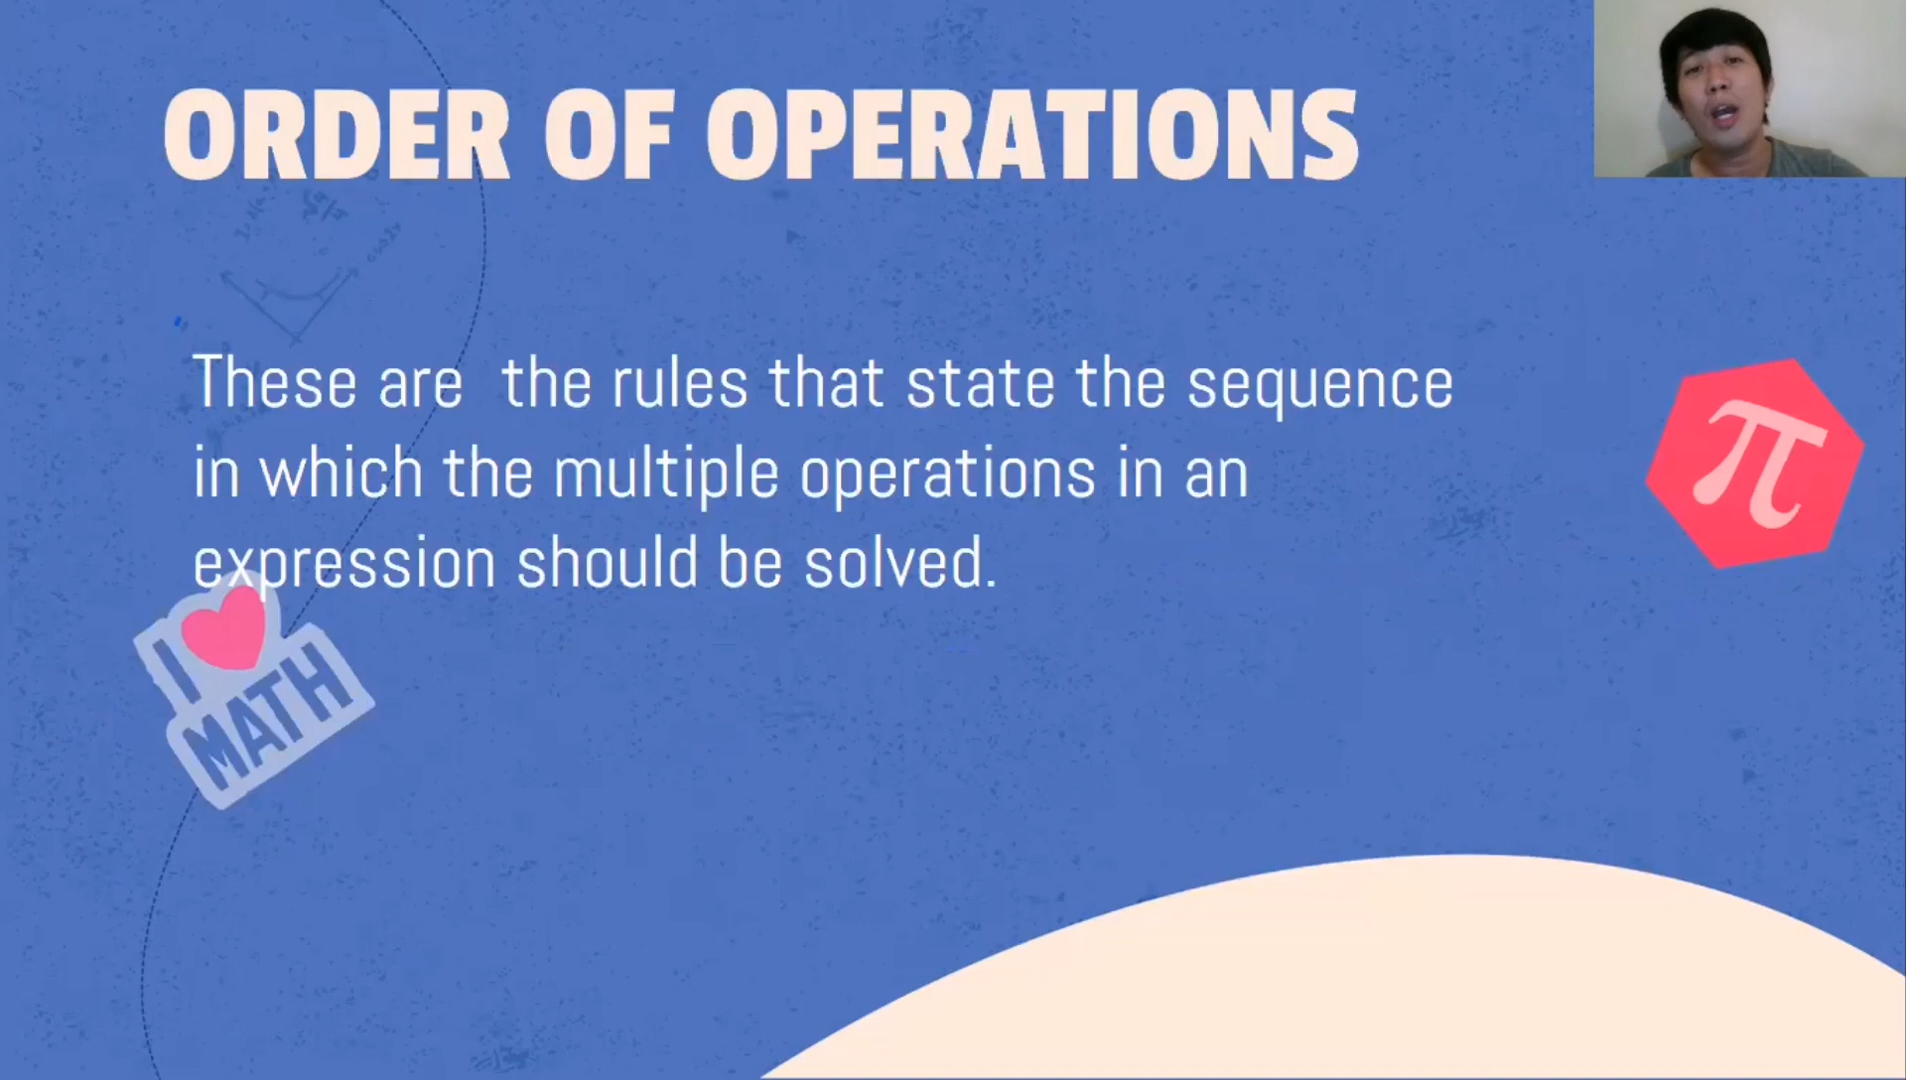 ORDER OF OPERATIONS
These are the rules that state the sequence
in which the multiple operations in an
expression should be solved.
π
I
MATH